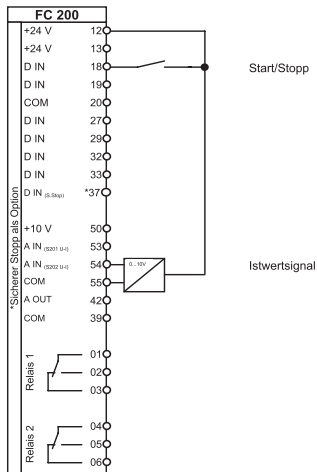 FC 200
+24 V 12
+24 V 13
D IN 18
Start/Stopp
D IN 19
COM 20
D IN 27
D IN 29
D IN 32
D IN 33
D IN (S.Stop) *37
*Sicherer Stopp als Option
+10 V 50
A IN (S201 U-I) 53
A IN (S202 U-I) 54
0...10V
Istwertsignal
COM 55
A OUT 42
COM 39
Relais 1
01
02
03
Relais 2
04
05
06